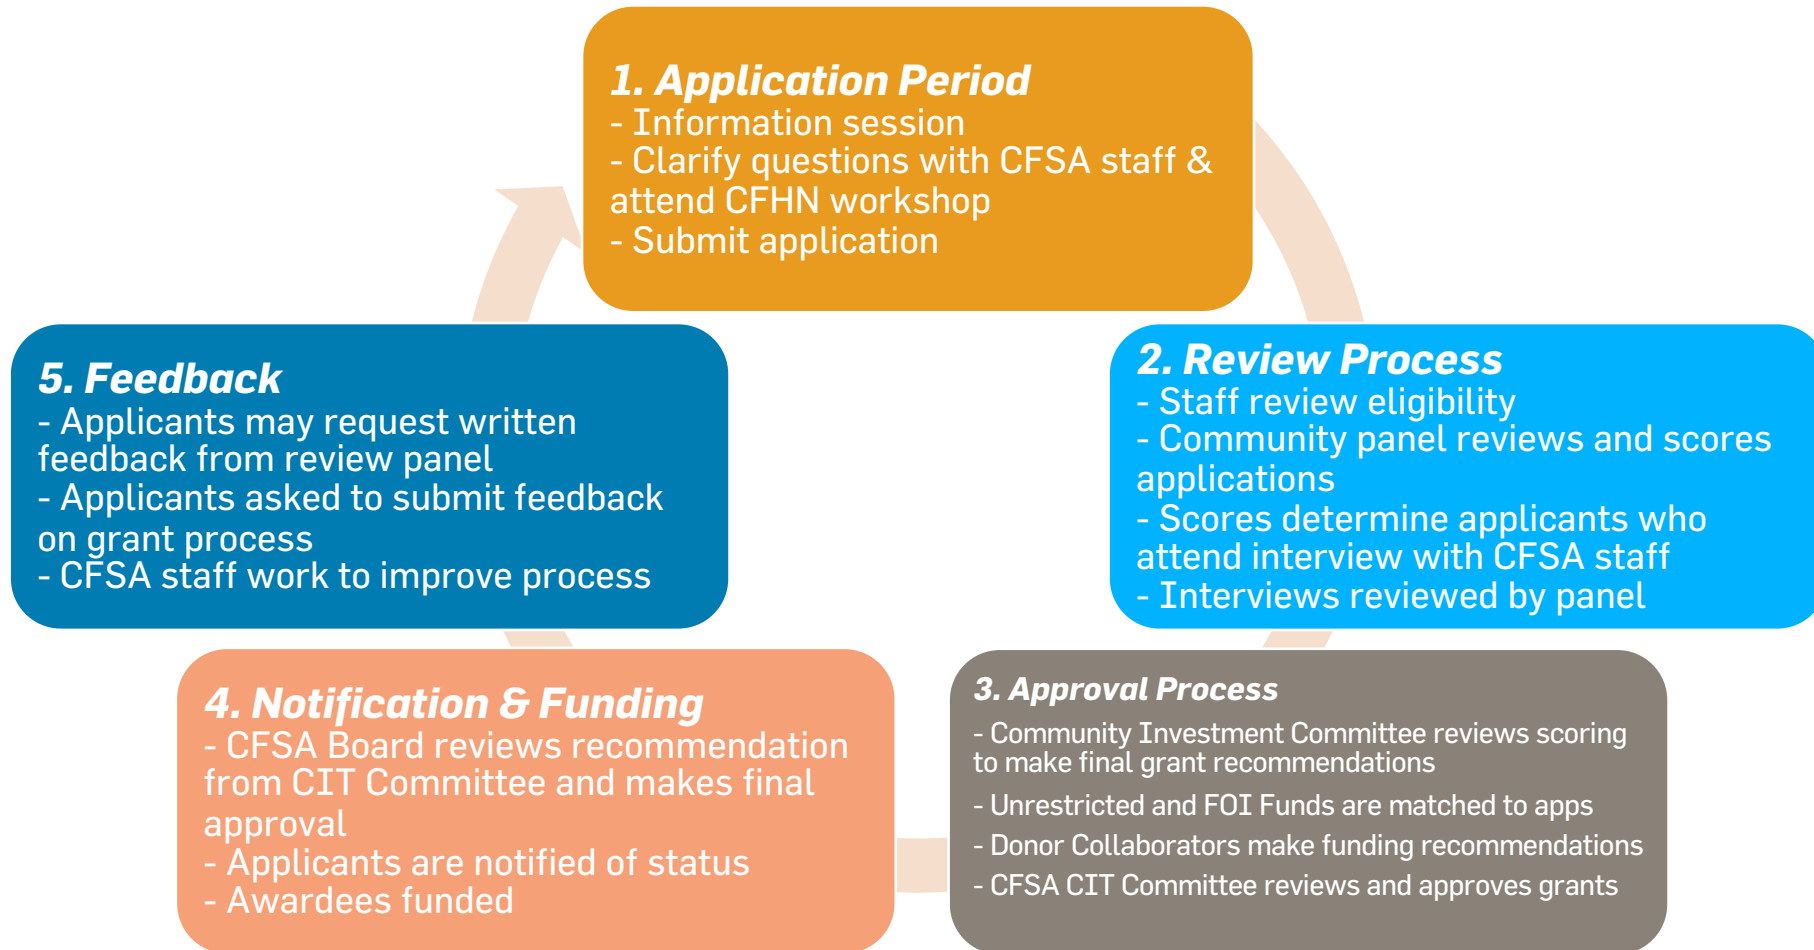 1. Application Period
- Information session
- Clarify questions with CFSA staff &
attend CFHN workshop
- Submit application
2. Review Process
- Staff review eligibility
- Community panel reviews and scores
applications
- Scores determine applicants who
attend interview with CFSA staff
- Interviews reviewed by panel
3. Approval Process
- Community Investment Committee reviews scoring
to make final grant recommendations
- Unrestricted and FOI Funds are matched to apps
- Donor Collaborators make funding recommendations
- CFSA CIT Committee reviews and approves grants
4. Notification & Funding
- CFSA Board reviews recommendation
from CIT Committee and makes final
approval
- Applicants are notified of status
- Awardees funded
5. Feedback
- Applicants may request written
feedback from review panel
- Applicants asked to submit feedback
on grant process
- CFSA staff work to improve process